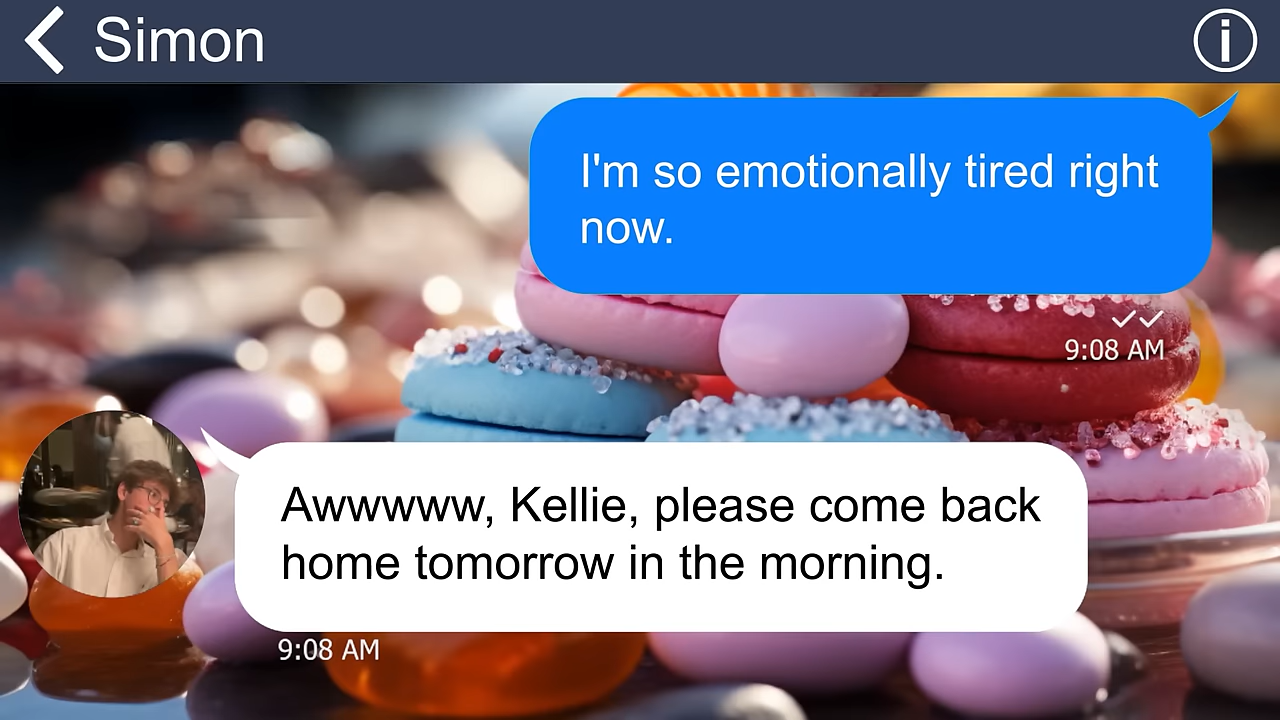 Simon
I'm so emotionally tired right
now.
9:08 AM
Awwwww, Kellie, please come back
home tomorrow in the morning.
9:08 AM